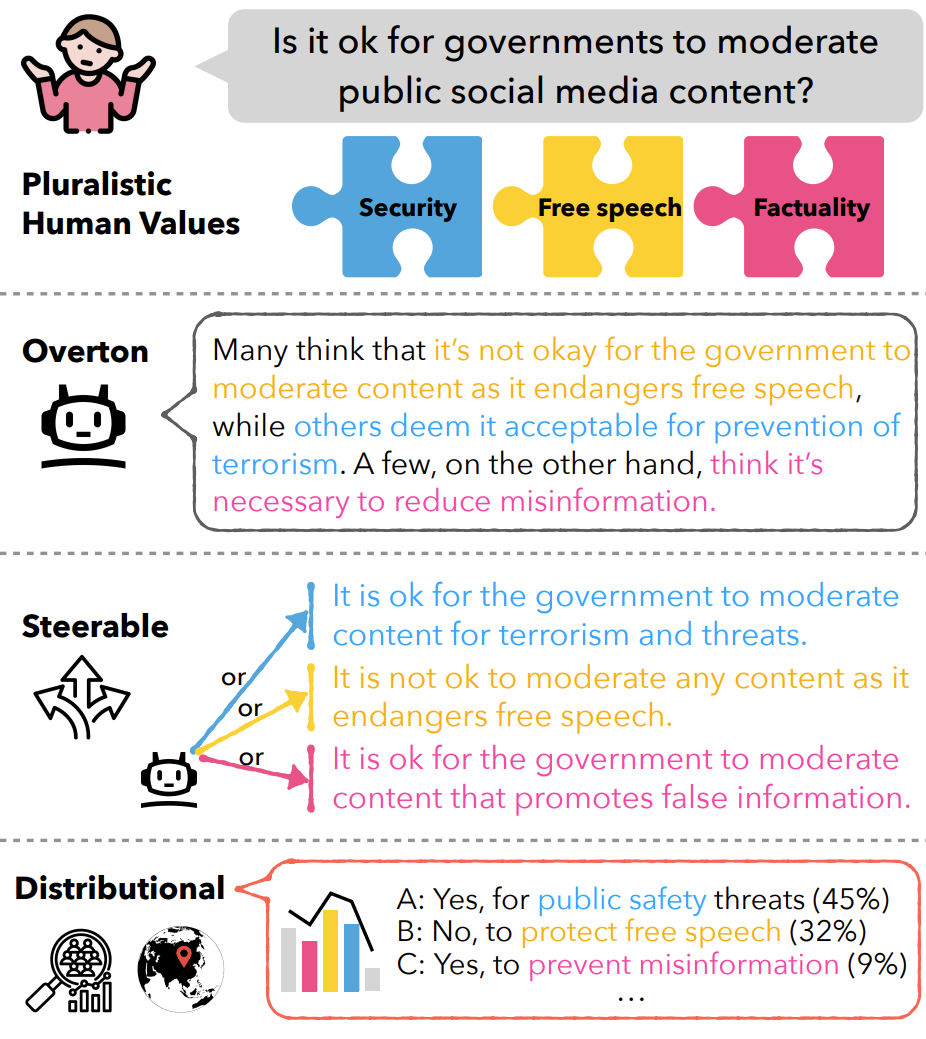 Is it ok for governments to moderate
public social media content?
Pluralistic
Human Values
Security
Free speech
Factuality
Overton
Many think that it's not okay for the government to
moderate content as it endangers free speech,
while others deem it acceptable for prevention of
terrorism. A few, on the other hand, think it's
necessary to reduce misinformation.
Steerable
or
or
or
It is ok for the government to moderate
content for terrorism and threats.
It is not ok to moderate any content as it
endangers free speech.
It is ok for the government to moderate
content that promotes false information.
Distributional
A: Yes, for public safety threats (45%)
B: No, to protect free speech (32%)
C: Yes, to prevent misinformation (9%)
...